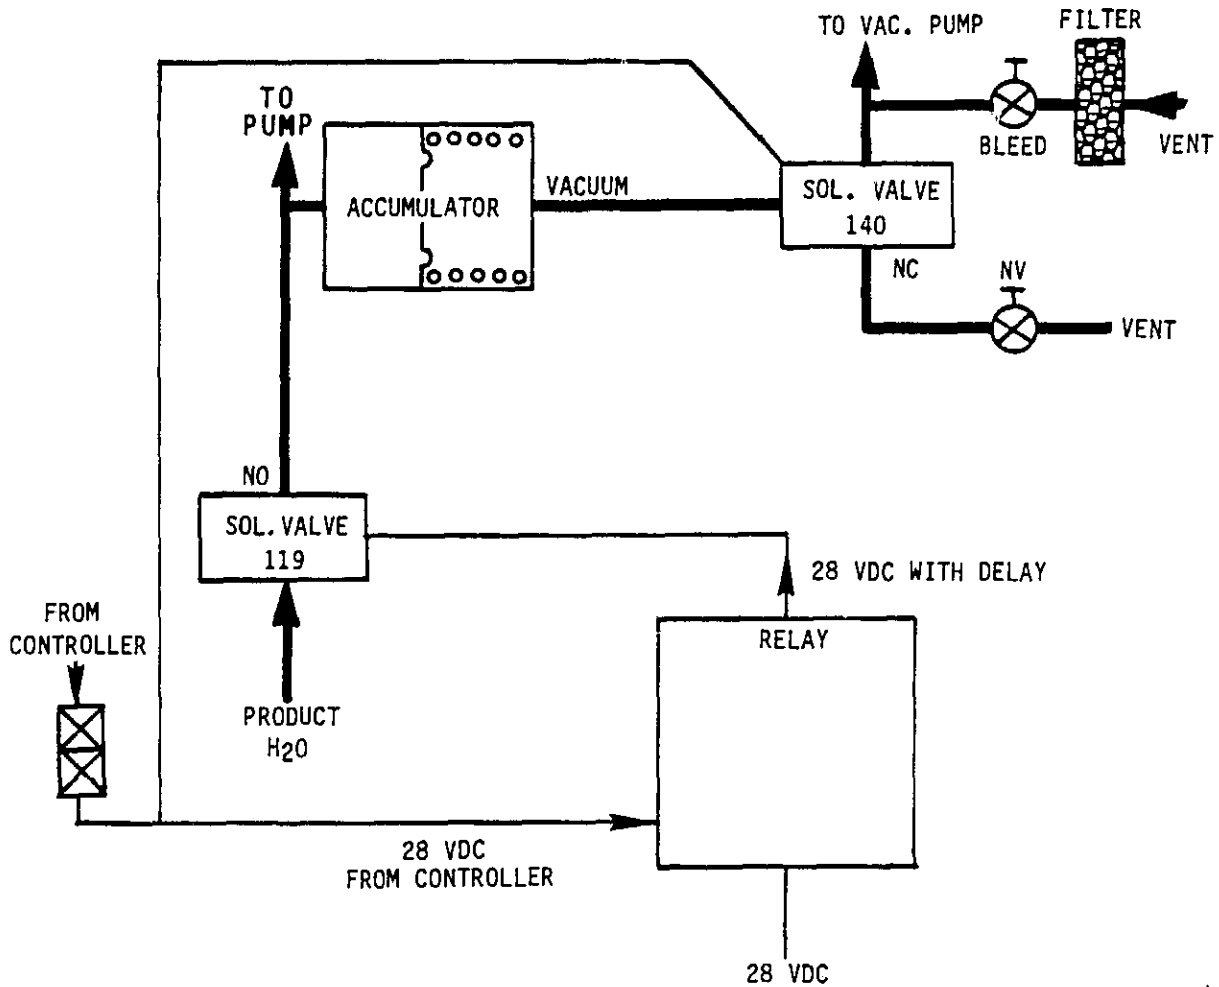 TO VAC. PUMP
FILTER
BLEED
VENT
TO
PUMP
ACCUMULATOR
VACUUM
SOL. VALVE
140
NC
NV
VENT
NO
SOL. VALVE
119
28 VDC WITH DELAY
FROM
CONTROLLER
RELAY
PRODUCT
H2O
28 VDC
FROM CONTROLLER
28 VDC